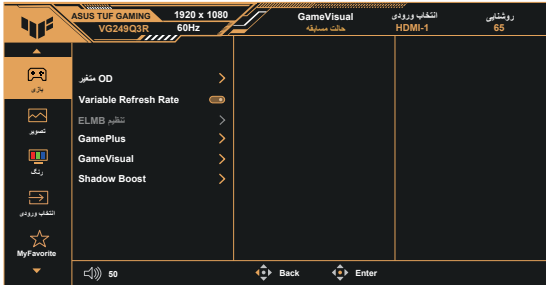 ASUS TUF GAMING
VG249Q3R
1920 x 1080
60Hz
GameVisual
حالت مسابقه
انتخاب ورودی
HDMI-1
روشنایی
65
بازی
تصویر
رنگ
انتخاب ورودی
MyFavorite
OD متغیر
Variable Refresh Rate
تنظیم ELMB
GamePlus
GameVisual
Shadow Boost
50
Back
Enter